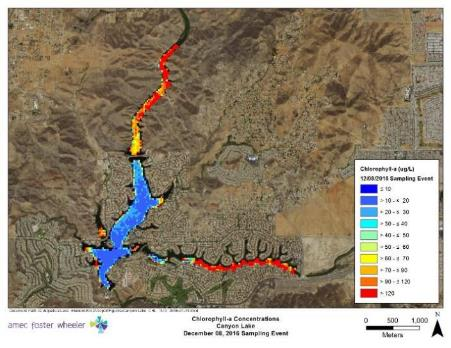 Chlorophyll-a (ug/L)
12/08/2016 Sampling Event
≤ 10
> 10 - ≤ 20
> 20 - ≤ 30
> 30 - ≤ 40
> 40 - ≤ 50
> 50 - ≤ 60
> 60 - ≤ 70
> 70 - ≤ 90
> 90 - ≤ 120
> 120
amec foster wheeler
Chlorophyll-a Concentrations
Canyon Lake
December 08, 2016 Sampling Event
0 500 1,000
Meters
N